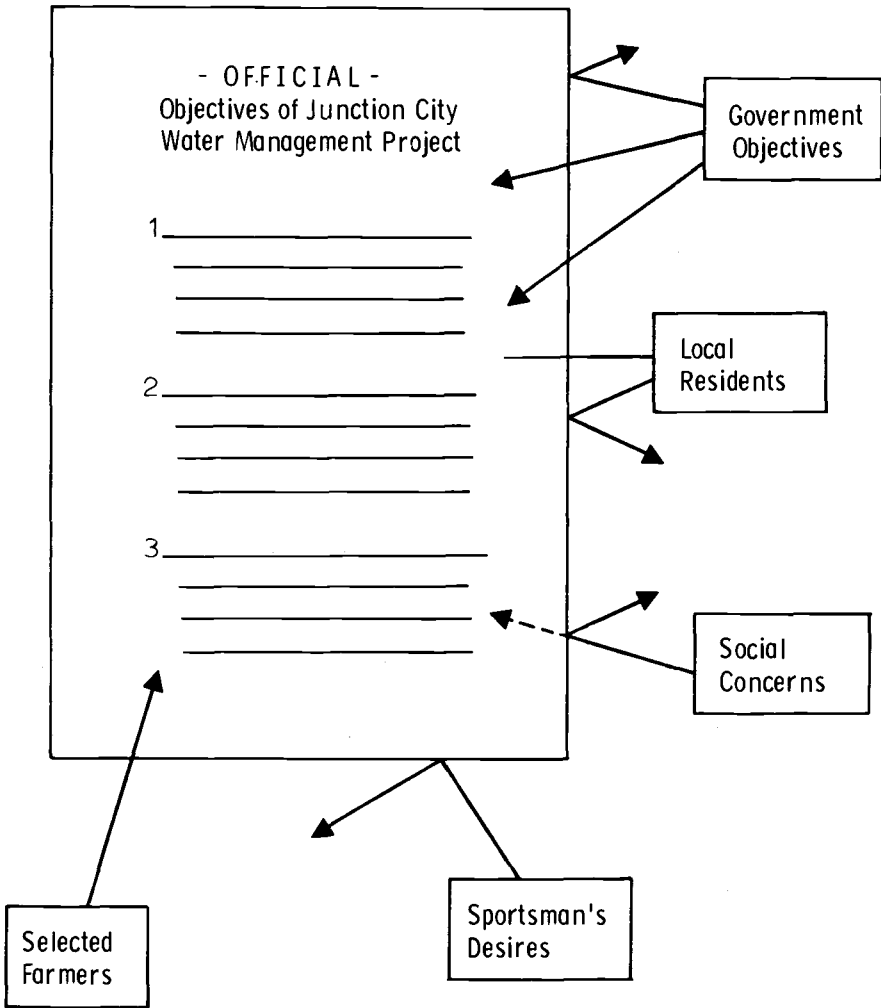 - OFFICIAL -
Objectives of Junction City
Water Management Project
Government
Objectives
1
Local
Residents
2
3
Social
Concerns
Selected
Farmers
Sportsman's
Desires